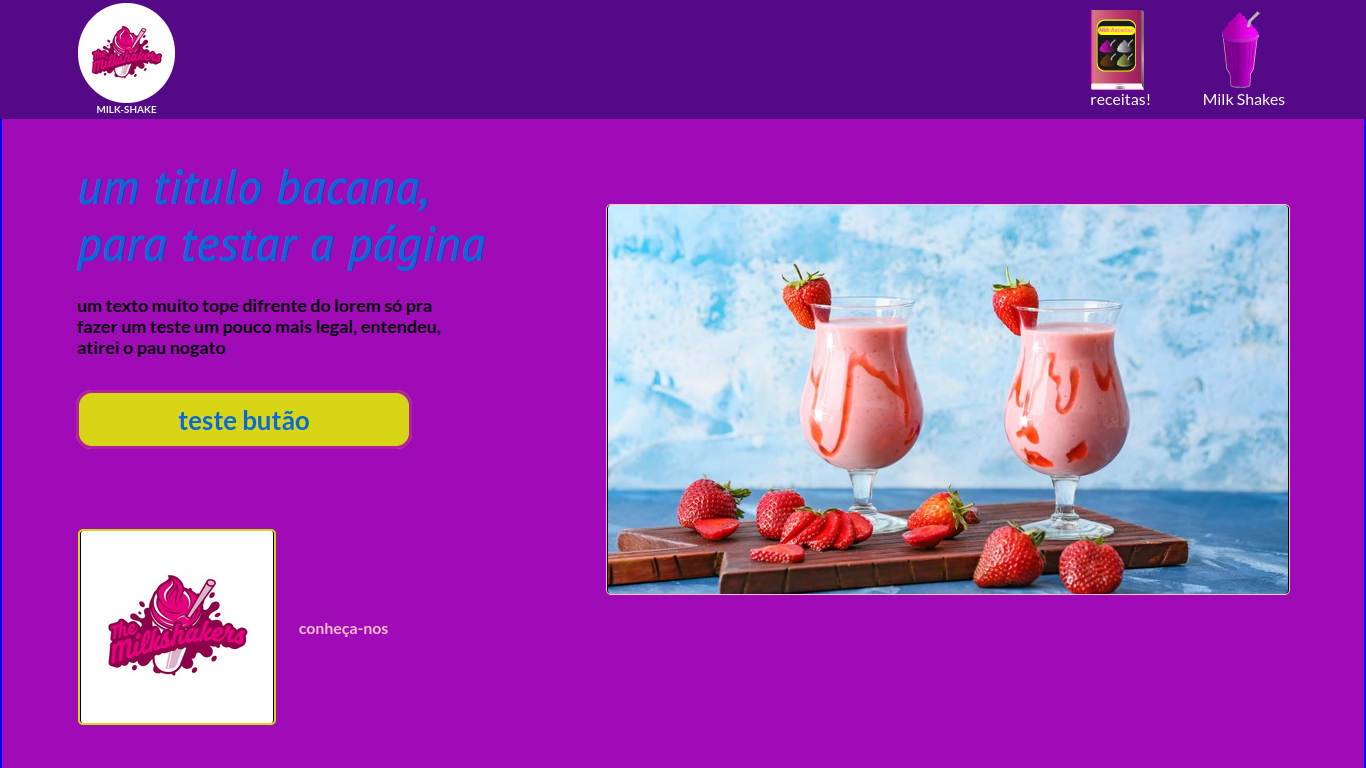 The
Milkshakers
MILK-SHAKE
Milk Receitas
receitas!
Milk Shakes
um titulo bacana,
para testar a página
um texto muito tope difrente do lorem só pra
fazer um teste um pouco mais legal, entendeu,
atirei o pau nogato
teste butão
The
Milkshakers
conheça-nos